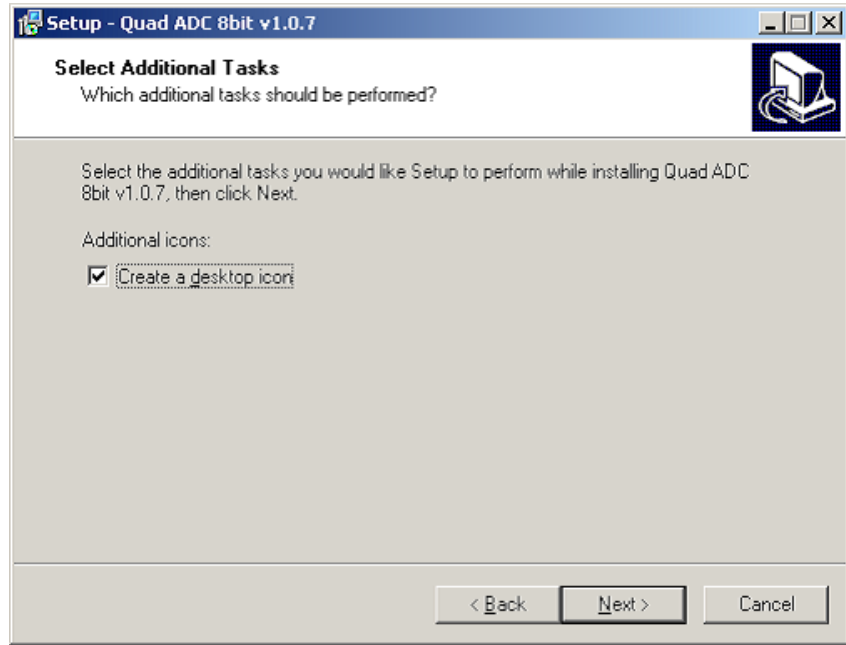 Setup - Quad ADC 8bit v1.0.7
Select Additional Tasks
Which additional tasks should be performed?
Select the additional tasks you would like Setup to perform while installing Quad ADC
8bit v1.0.7, then click Next.
Additional icons:
Create a desktop icon
< Back Next > Cancel